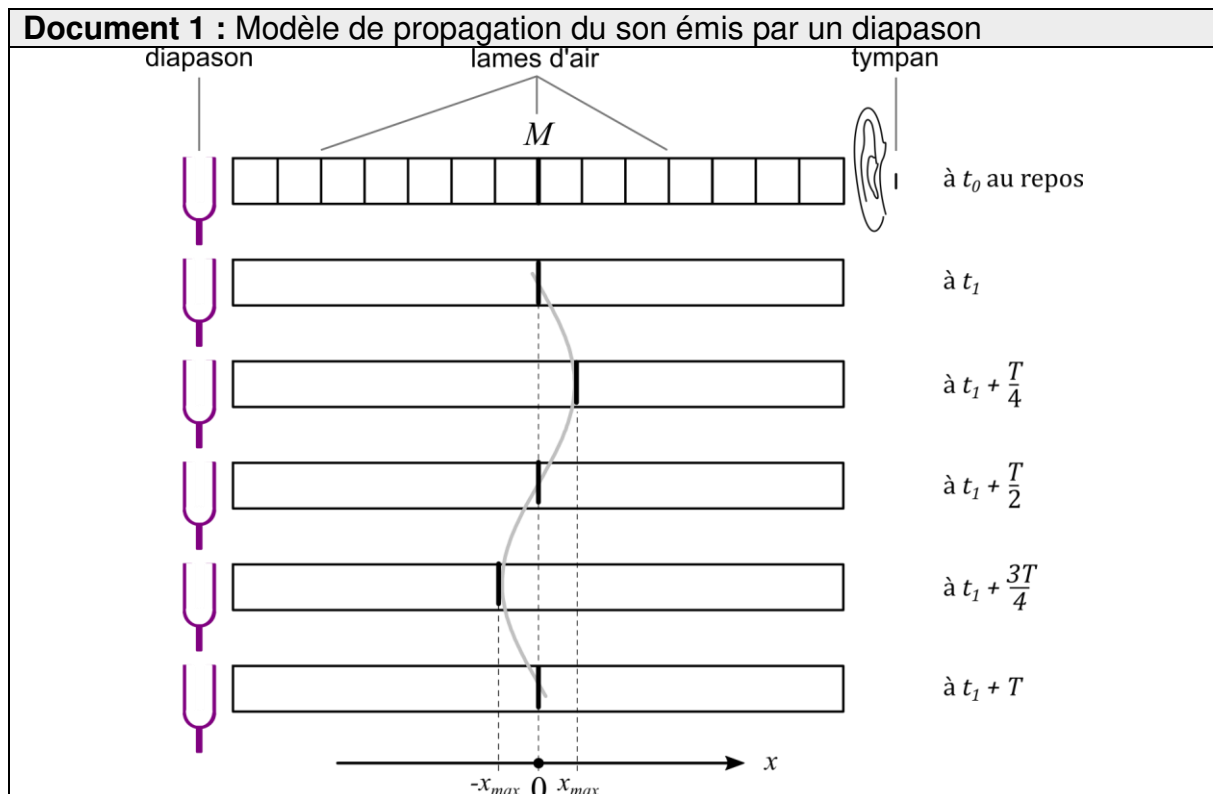 Document 1 : Modèle de propagation du son émis par un diapason
diapason lames d'air tympan
M
à t₀ au repos
à t₁
à t₁ + T/4
à t₁ + T/2
à t₁ + 3T/4
à t₁ + T
x
-xₘₐₓ 0 xₘₐₓ